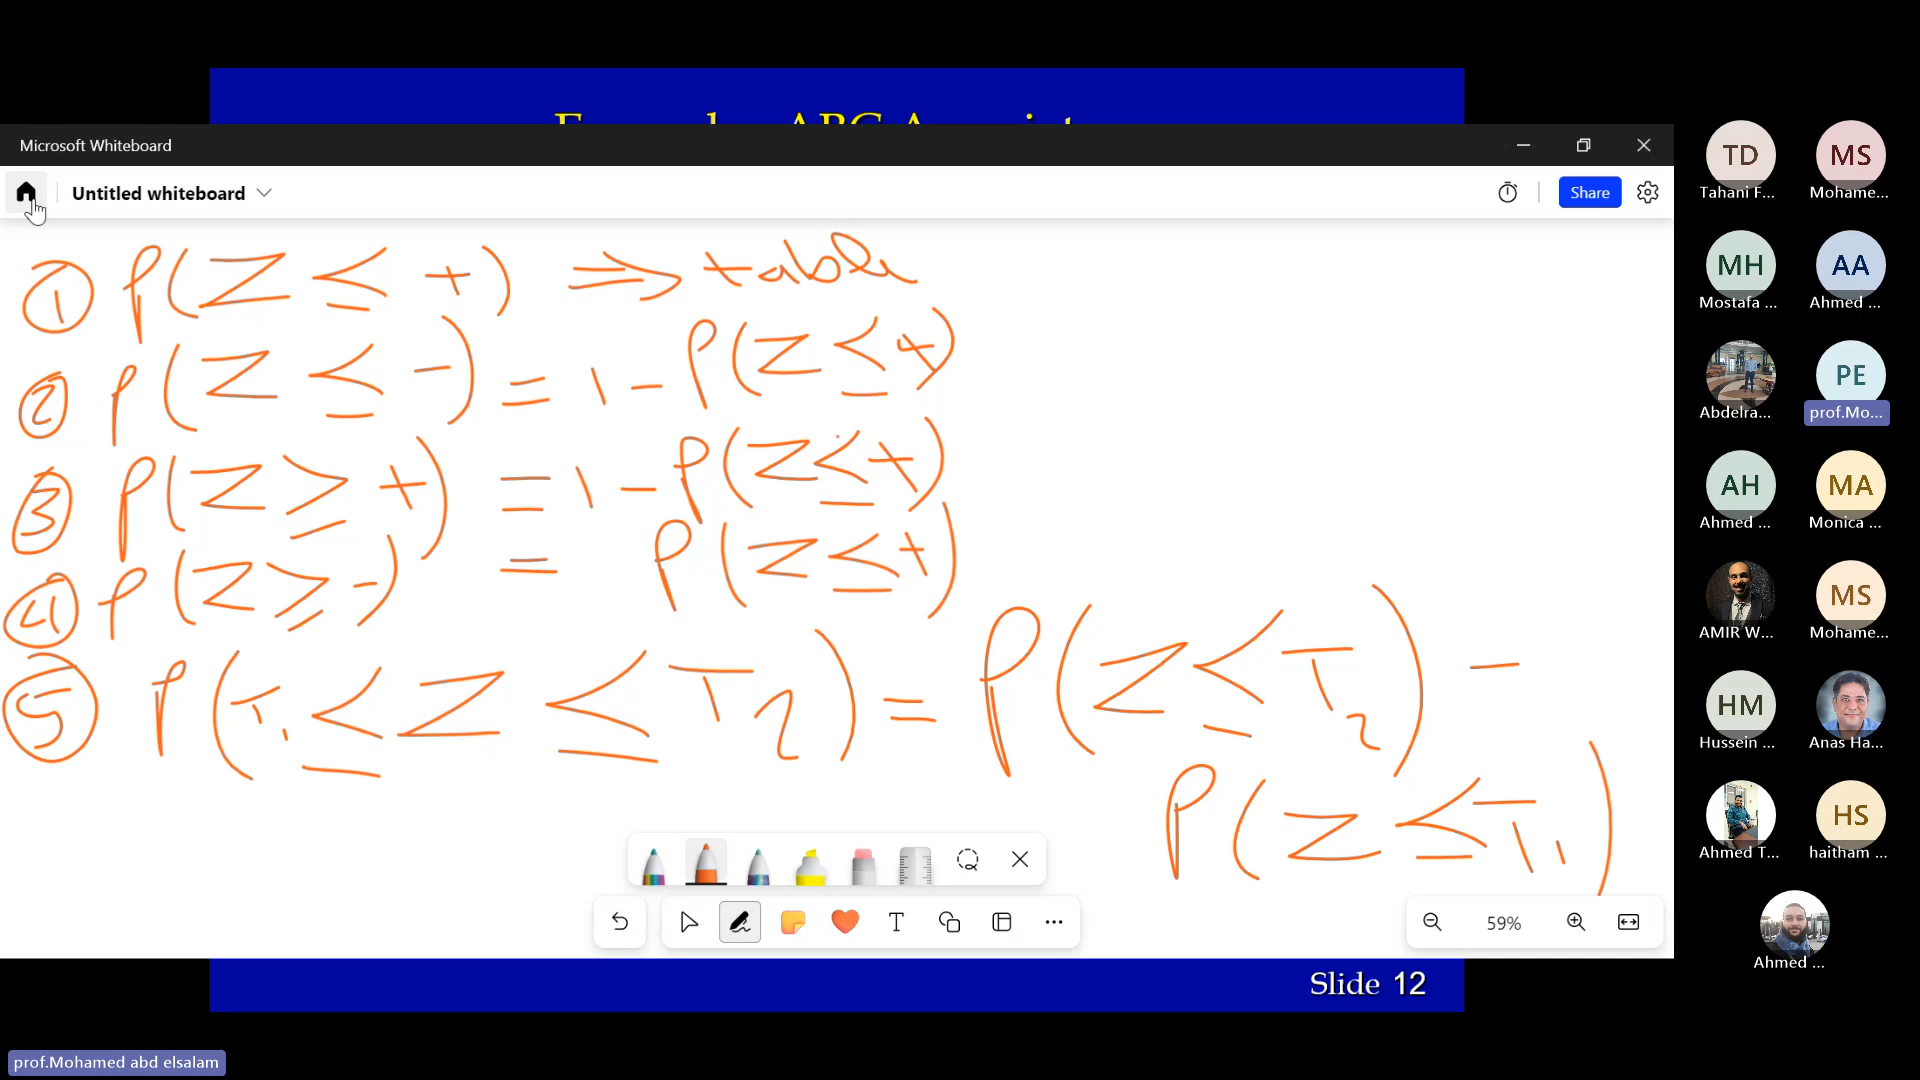 Microsoft Whiteboard
Untitled whiteboard
Share
① P(Z ≤ +) ⇒ table
② P(Z ≤ -) = 1 - P(Z ≤ +)
③ P(Z ≥ +) = 1 - P(Z ≤ +)
④ P(Z ≥ -) = P(Z ≤ +)
⑤ P(T₁ ≤ Z ≤ T₂) = P(Z ≤ T₂) -
P(Z ≤ T₁)
59%
Slide 12
prof.Mohamed abd elsalam
TD MS
Tahani F... Mohame...
MH AA
Mostafa ... Ahmed ...
PE
Abdelra... prof.Mo...
AH MA
Ahmed ... Monica ...
MS
AMIR W... Mohame...
HM
Hussein ... Anas Ha...
HS
Ahmed T... haitham ...
Ahmed ...